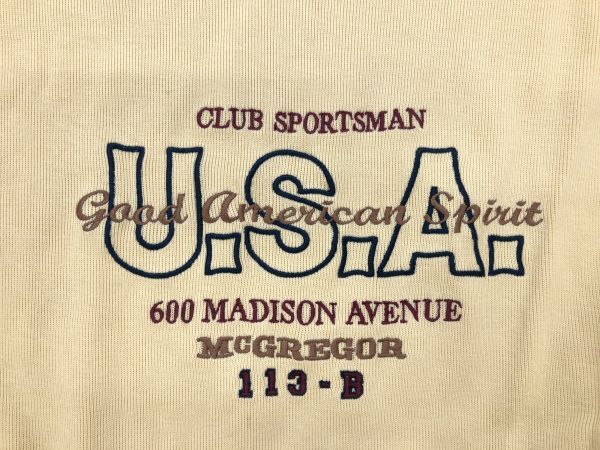 CLUB SPORTSMAN
U.S.A.
Good American Spirit
600 MADISON AVENUE
McGREGOR
113-B